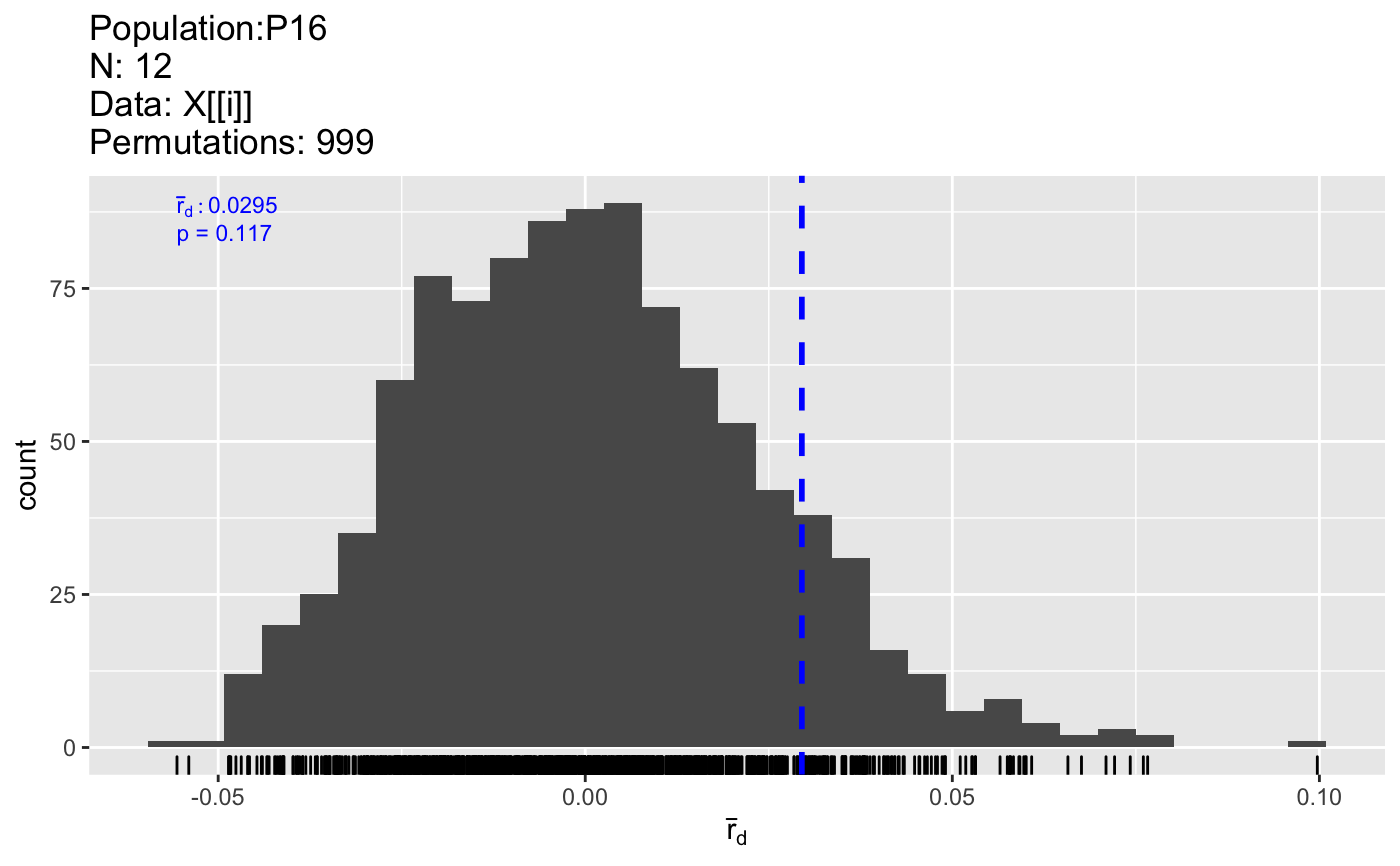 Population:P16
N: 12
Data: X[[i]]
Permutations: 999
r̅d : 0.0295
p = 0.117
75
50
25
0
count
-0.05 0.00 0.05 0.10
r̅d